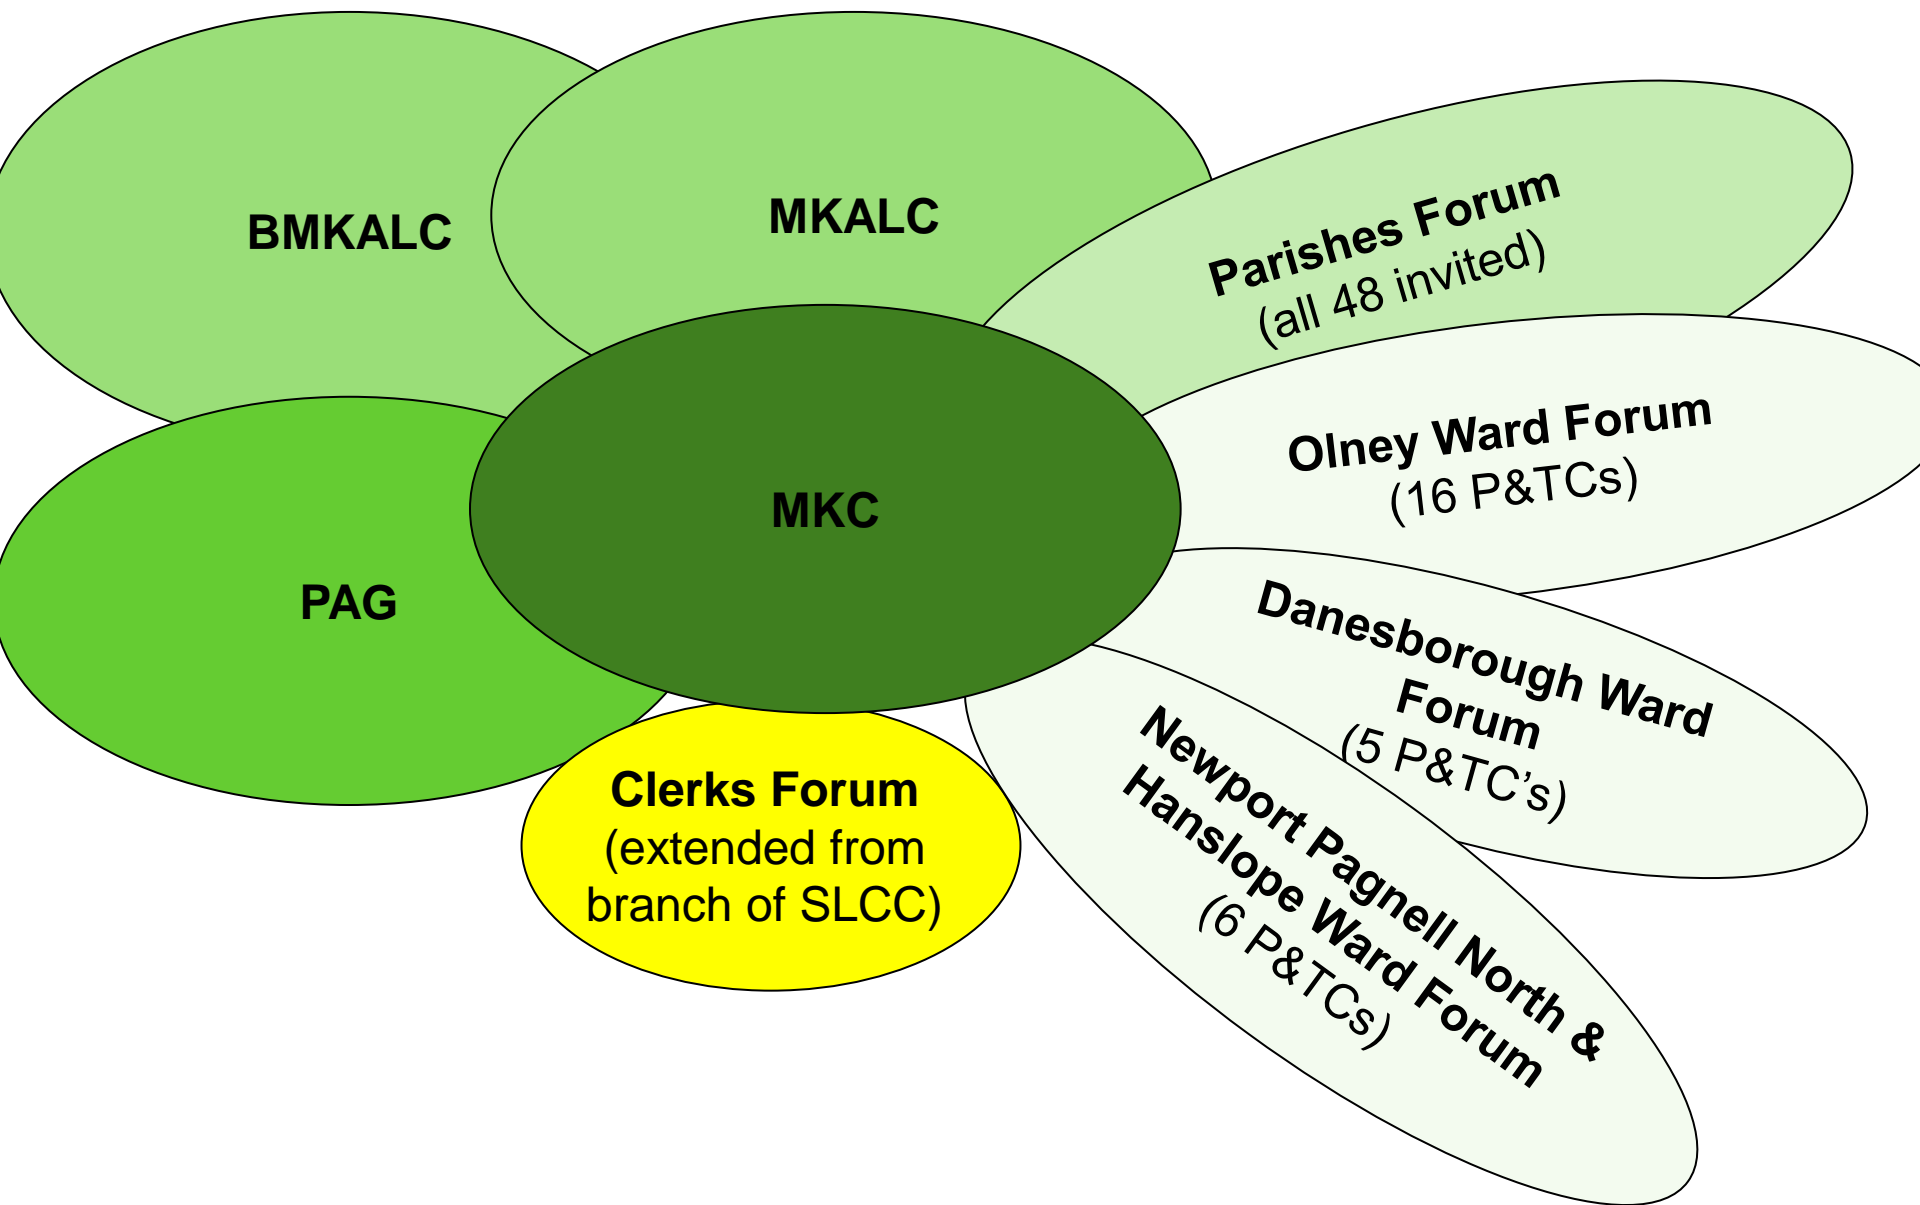 BMKALC
MKALC
Parishes Forum
(all 48 invited)
Olney Ward Forum
(16 P&TCs)
MKC
PAG
Danesborough Ward
Forum
(5 P&TC’s)
Newport Pagnell North &
Hanslope Ward Forum
(6 P&TCs)
Clerks Forum
(extended from
branch of SLCC)